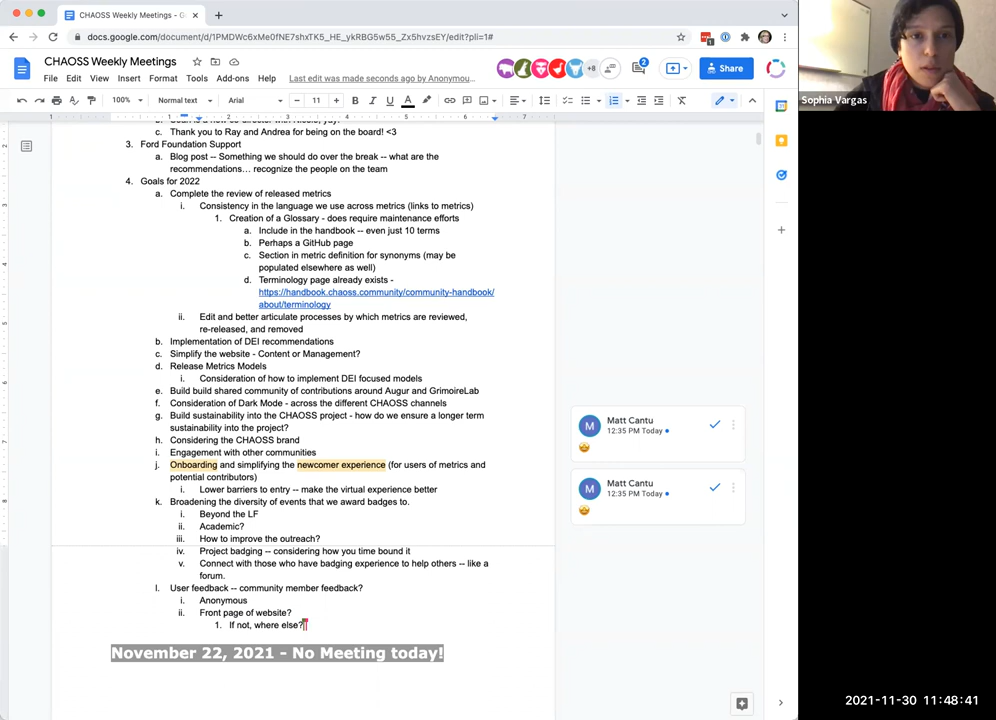 CHAOSS Weekly Meetings - G
docs.google.com/document/d/1PMDWc6xMe0fNE7shxTK5_HE_ykRBG5w55_Zx5hvzsEY/edit?pli=1#
CHAOSS Weekly Meetings
File Edit View Insert Format Tools Add-ons Help Last edit was made seconds ago by Anonymou...
+8
Share
100% Normal text Arial 11
1 1 2 3 4 5 6 7
c. Thank you to Ray and Andrea for being on the board! <3
3. Ford Foundation Support
a. Blog post -- Something we should do over the break -- what are the
recommendations… recognize the people on the team
4. Goals for 2022
a. Complete the review of released metrics
i. Consistency in the language we use across metrics (links to metrics)
1. Creation of a Glossary - does require maintenance efforts
a. Include in the handbook -- even just 10 terms
b. Perhaps a GitHub page
c. Section in metric definition for synonyms (may be
populated elsewhere as well)
d. Terminology page already exists -
https://handbook.chaoss.community/community-handbook/
about/terminology
ii. Edit and better articulate processes by which metrics are reviewed,
re-released, and removed
b. Implementation of DEI recommendations
c. Simplify the website - Content or Management?
d. Release Metrics Models
i. Consideration of how to implement DEI focused models
e. Build build shared community of contributions around Augur and GrimoireLab
f. Consideration of Dark Mode - across the different CHAOSS channels
g. Build sustainability into the CHAOSS project - how do we ensure a longer term
sustainability into the project?
h. Considering the CHAOSS brand
i. Engagement with other communities
j. Onboarding and simplifying the newcomer experience (for users of metrics and
potential contributors)
i. Lower barriers to entry -- make the virtual experience better
k. Broadening the diversity of events that we award badges to.
i. Beyond the LF
ii. Academic?
iii. How to improve the outreach?
iv. Project badging -- considering how you time bound it
v. Connect with those who have badging experience to help others -- like a
forum.
l. User feedback -- community member feedback?
i. Anonymous
ii. Front page of website?
1. If not, where else?
November 22, 2021 - No Meeting today!
M
Matt Cantu
12:35 PM Today
M
Matt Cantu
12:35 PM Today
Sophia Vargas
2021-11-30 11:48:41